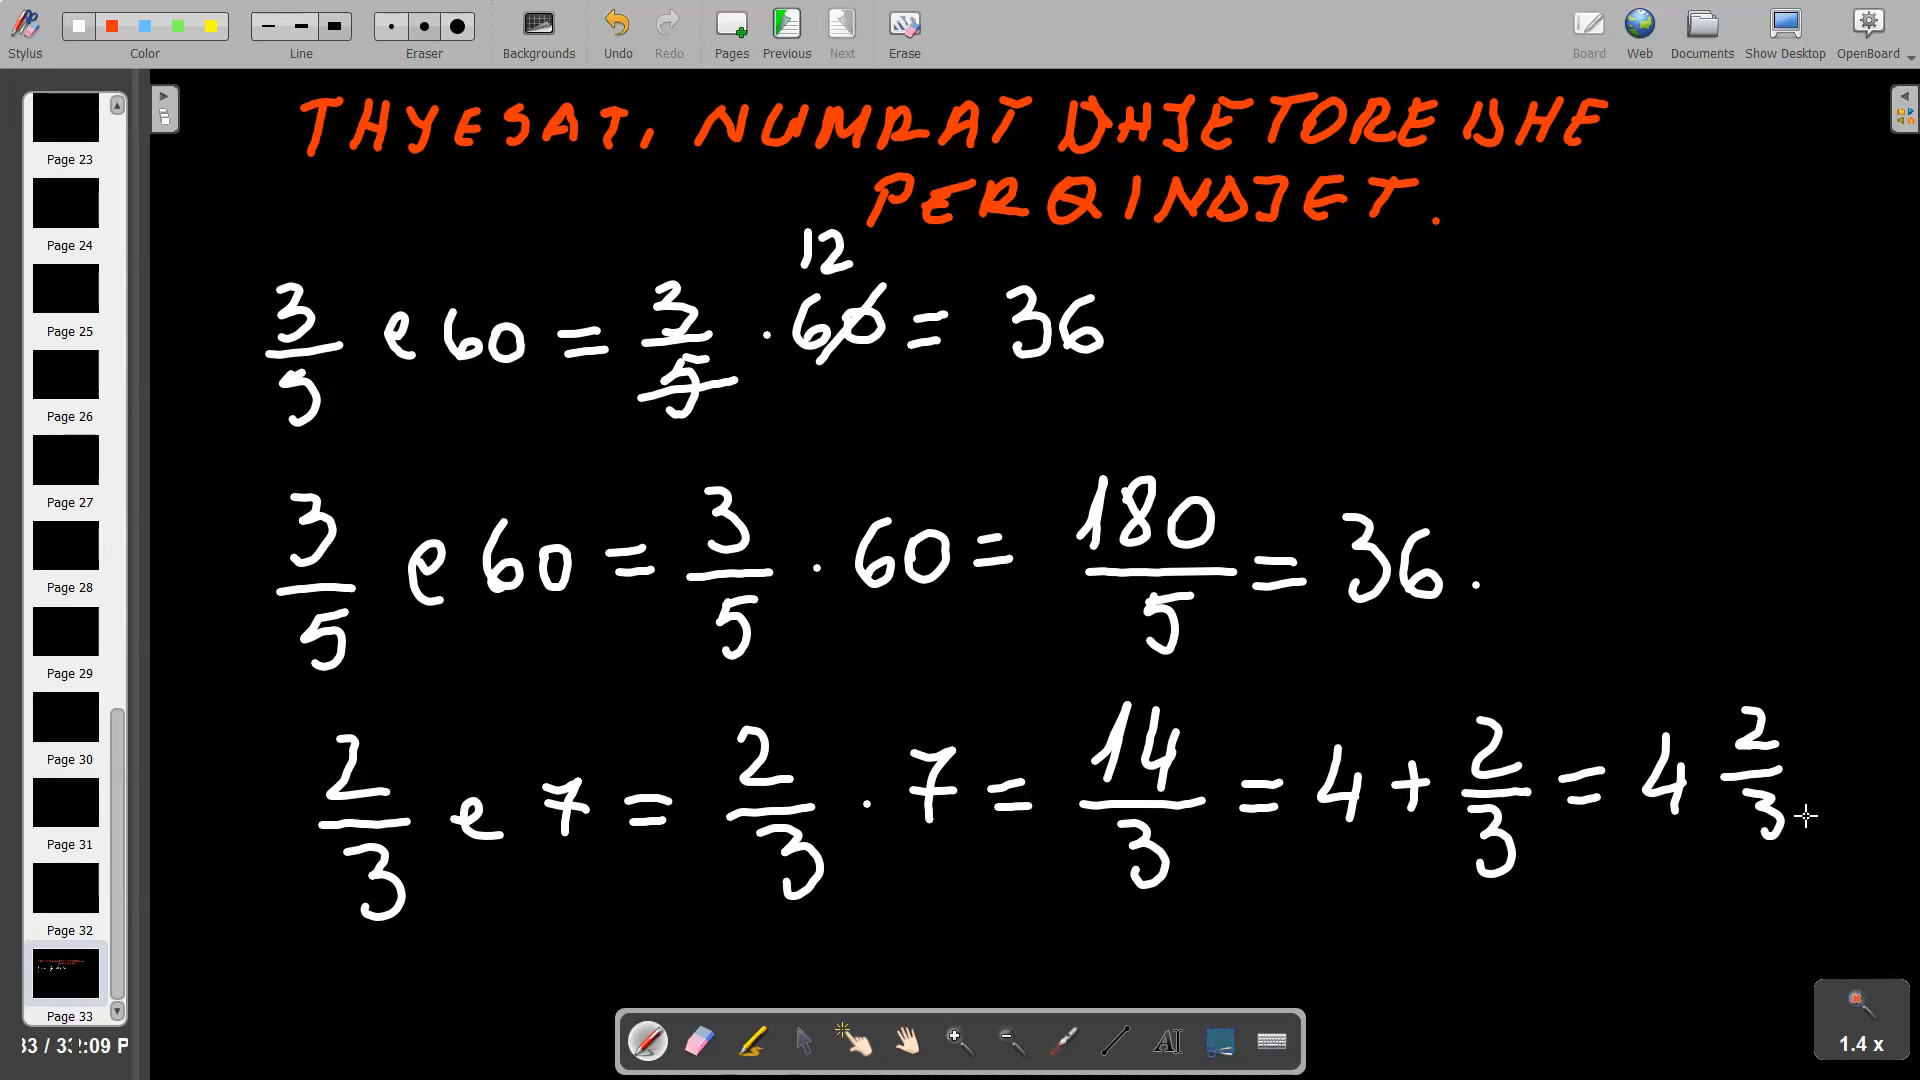 Stylus Color Line Eraser Backgrounds Undo Redo Pages Previous Next Erase Board Web Documents Show Desktop OpenBoard
THYESAT, NUMRAT DHJETORE DHE
PERQINDJET.
12
3/5 e 60 = 3/5 · 60 = 36
3/5 e 60 = 3/5 · 60 = 180/5 = 36.
2/3 e 7 = 2/3 · 7 = 14/3 = 4 + 2/3 = 4 2/3
Page 23
Page 24
Page 25
Page 26
Page 27
Page 28
Page 29
Page 30
Page 31
Page 32
Page 33
1.4 x